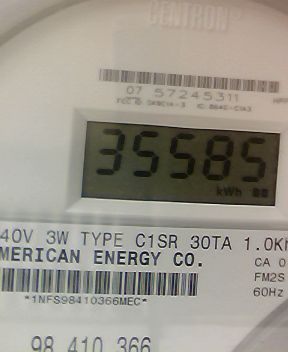 CENTRON
07 57245311
35585
kWh
40V 3W TYPE C1SR 30TA 1.0Kh
MERICAN ENERGY CO.
CA 0
FM2S
60Hz
*1NFS98410366MEC*
98 410 366